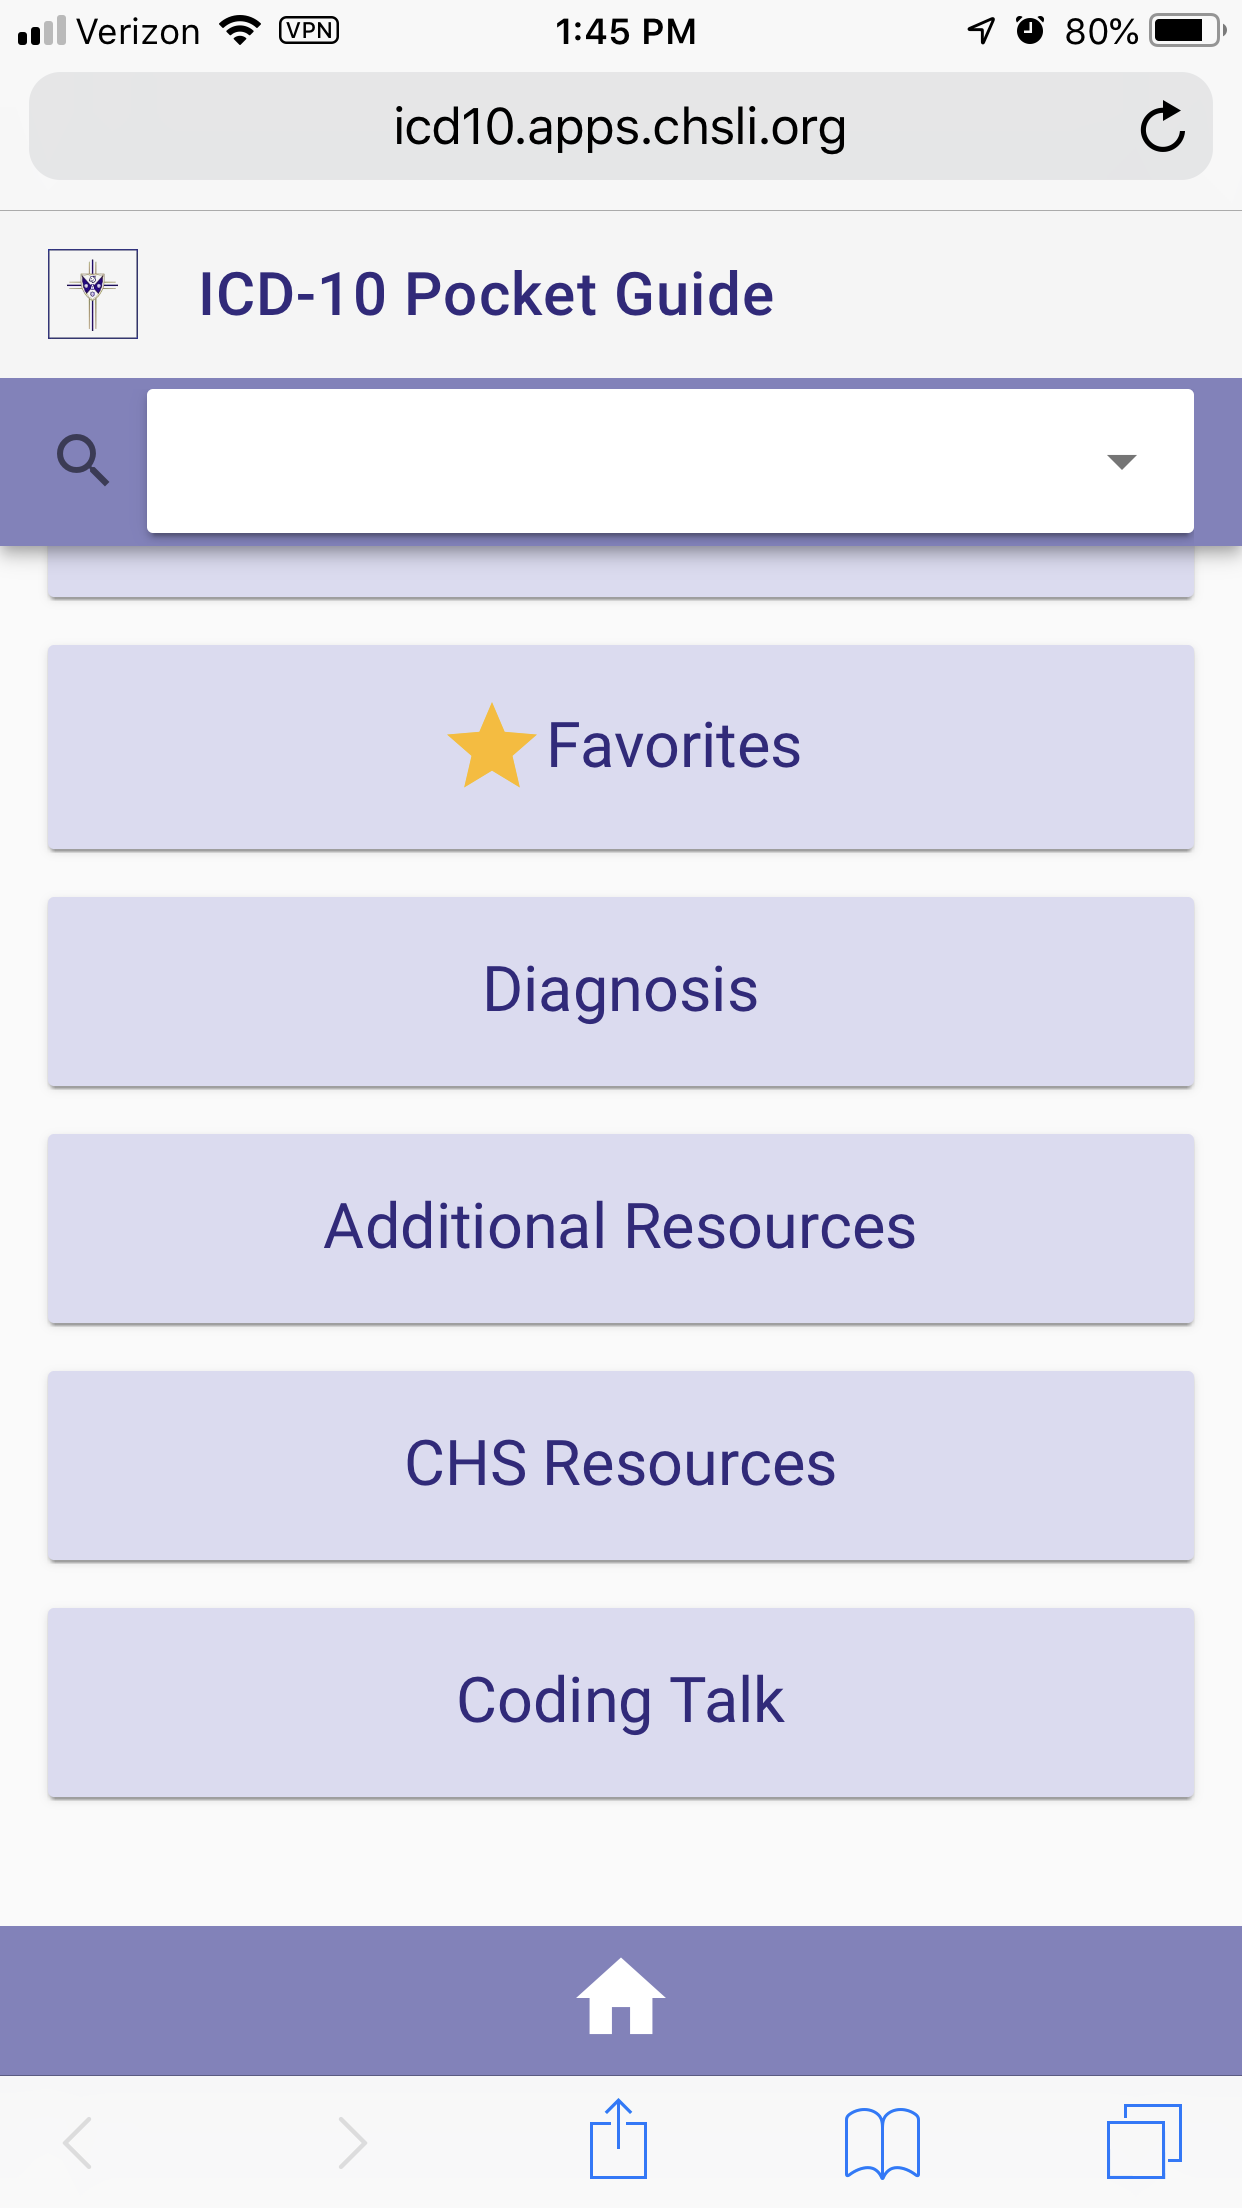 Verizon VPN 1:45 PM 80%
icd10.apps.chsli.org
ICD-10 Pocket Guide
Favorites
Diagnosis
Additional Resources
CHS Resources
Coding Talk